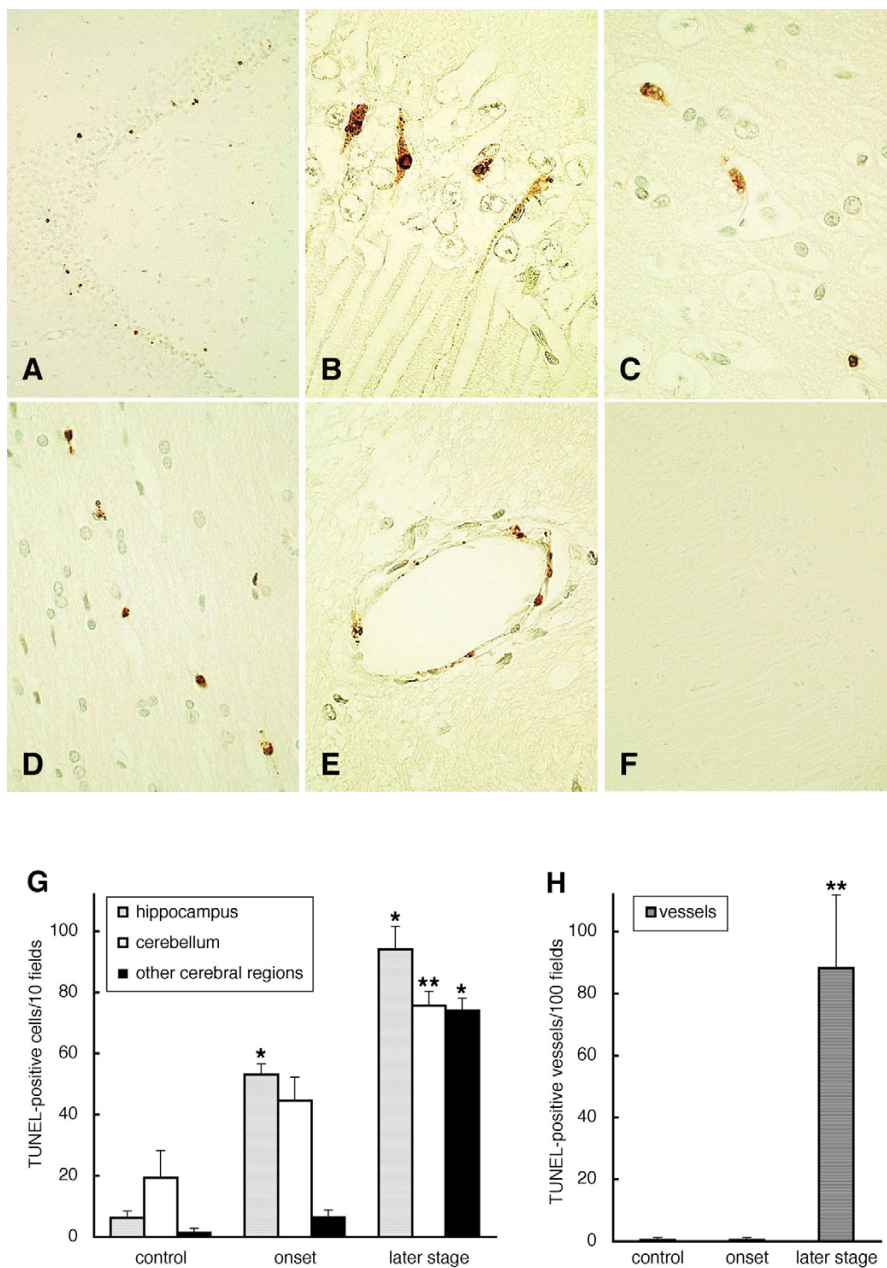 A
B
C
D
E
F
G
hippocampus
cerebellum
other cerebral regions
TUNEL-positive cells/10 fields
100
80
60
40
20
0
*
*
**
*
control
onset
later stage
H
vessels
TUNEL-positive vessels/100 fields
100
80
60
40
20
0
**
control
onset
later stage